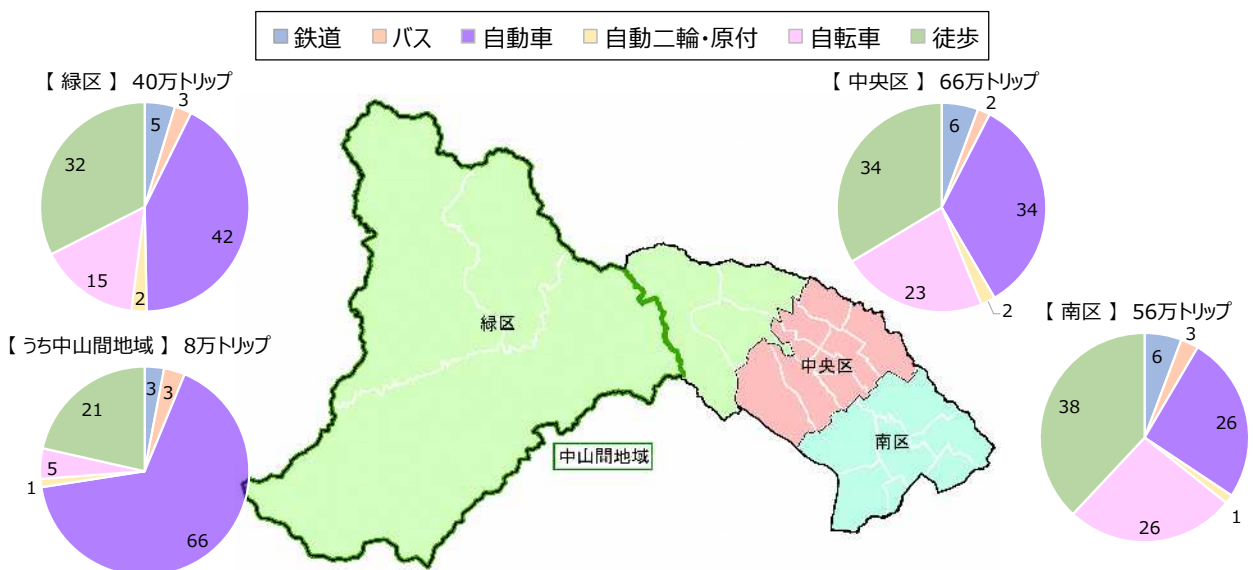 鉄道 バス 自動車 自動二輪・原付 自転車 徒歩
【 緑区 】 40万トリップ
5
3
42
2
15
32
【 うち中山間地域 】 8万トリップ
3
3
66
1
5
21
緑区
中央区
南区
中山間地域
【 中央区 】 66万トリップ
6
2
34
2
23
34
【 南区 】 56万トリップ
6
3
26
1
26
38